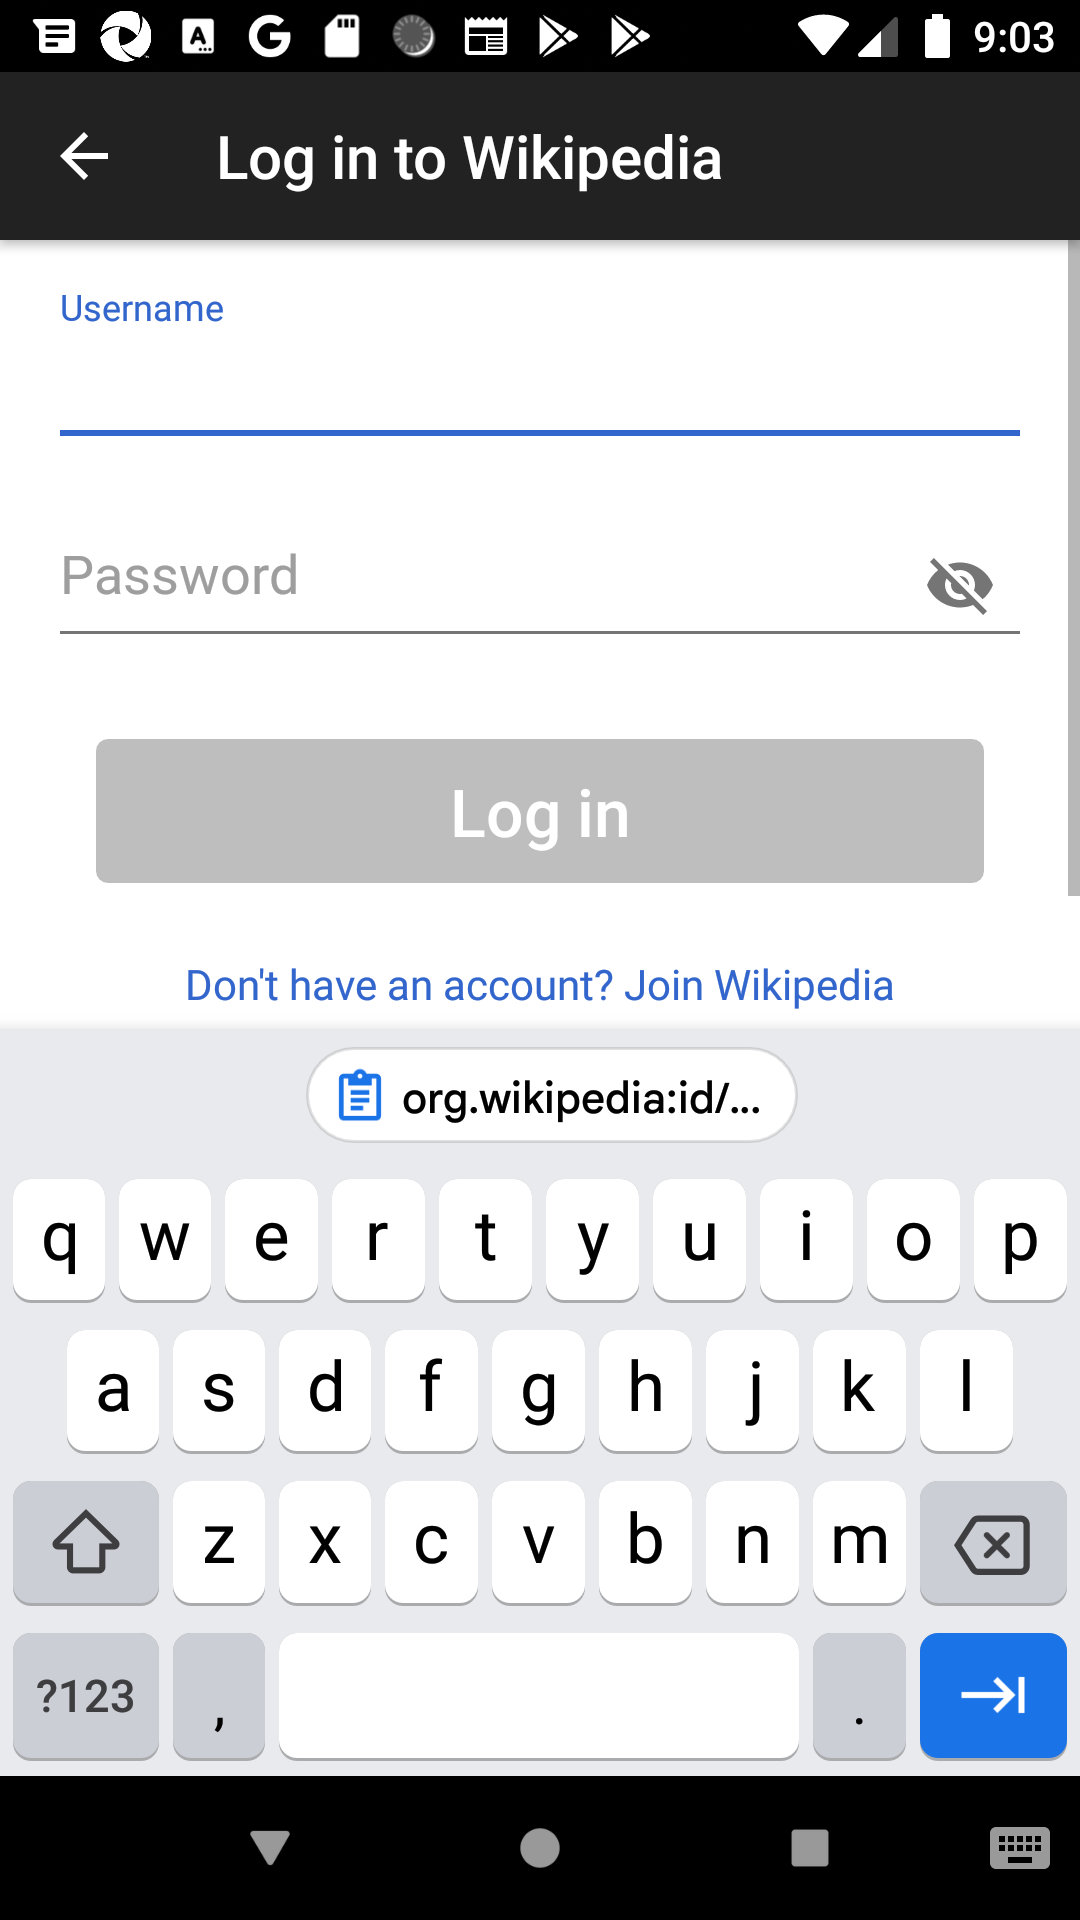 9:03
Log in to Wikipedia
Username
Password
Log in
Don't have an account? Join Wikipedia
org.wikipedia:id/...
q w e r t y u i o p
a s d f g h j k l
z x c v b n m
?123 , .